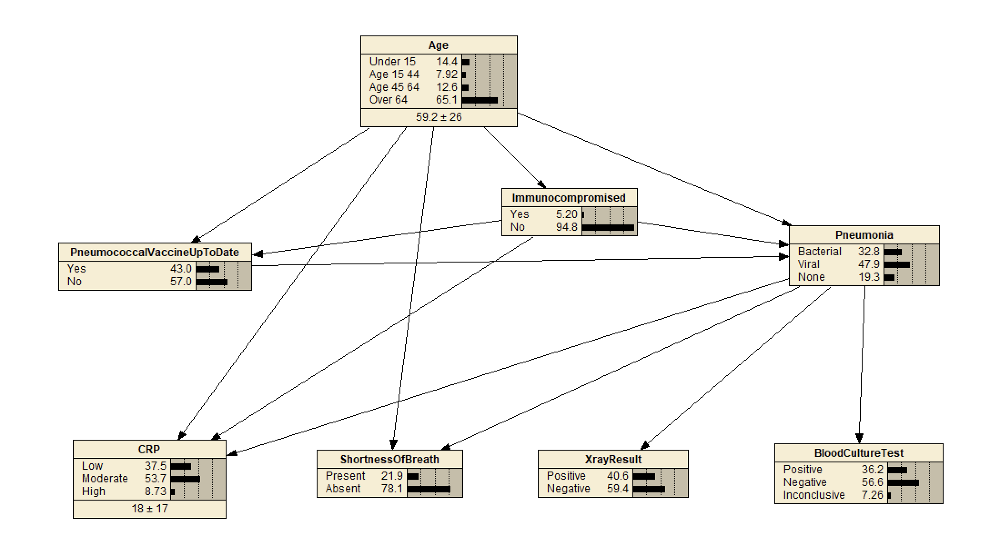 Age
Under 15 14.4
Age 15 44 7.92
Age 45 64 12.6
Over 64 65.1
59.2 ± 26
Immunocompromised
Yes 5.20
No 94.8
Pneumonia
Bacterial 32.8
Viral 47.9
None 19.3
PneumococcalVaccineUpToDate
Yes 43.0
No 57.0
CRP
Low 37.5
Moderate 53.7
High 8.73
18 ± 17
ShortnessOfBreath
Present 21.9
Absent 78.1
XrayResult
Positive 40.6
Negative 59.4
BloodCultureTest
Positive 36.2
Negative 56.6
Inconclusive 7.26